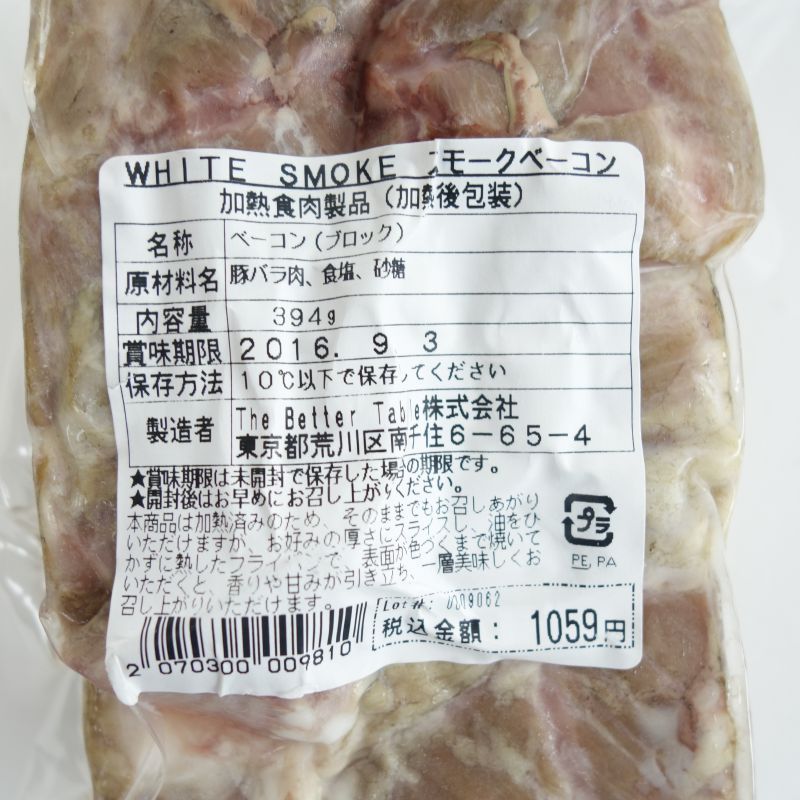 WHITE SMOKE スモークベーコン
加熱食肉製品（加熱後包装）
名称 ベーコン（ブロック）
原材料名 豚バラ肉、食塩、砂糖
内容量 394g
賞味期限 2016. 9. 3
保存方法 10℃以下で保存してください
製造者 The Better Table株式会社
東京都荒川区南千住6－65－4
★賞味期限は未開封で保存した場合の期限です。
★開封後はお早めにお召し上がりください。
本商品は加熱済みのため、そのままでもお召しあがり
いただけますが、お好みの厚さにスライスし、油をひ
かずに熱したフライパンで、表面が色づくまで焼いて
いただくと、香りや甘みが引き立ち、一層美味しくお
召し上がりいただけます。
プラ
PE, PA
Lot#:
税込金額： 1059円
2 070300 009810